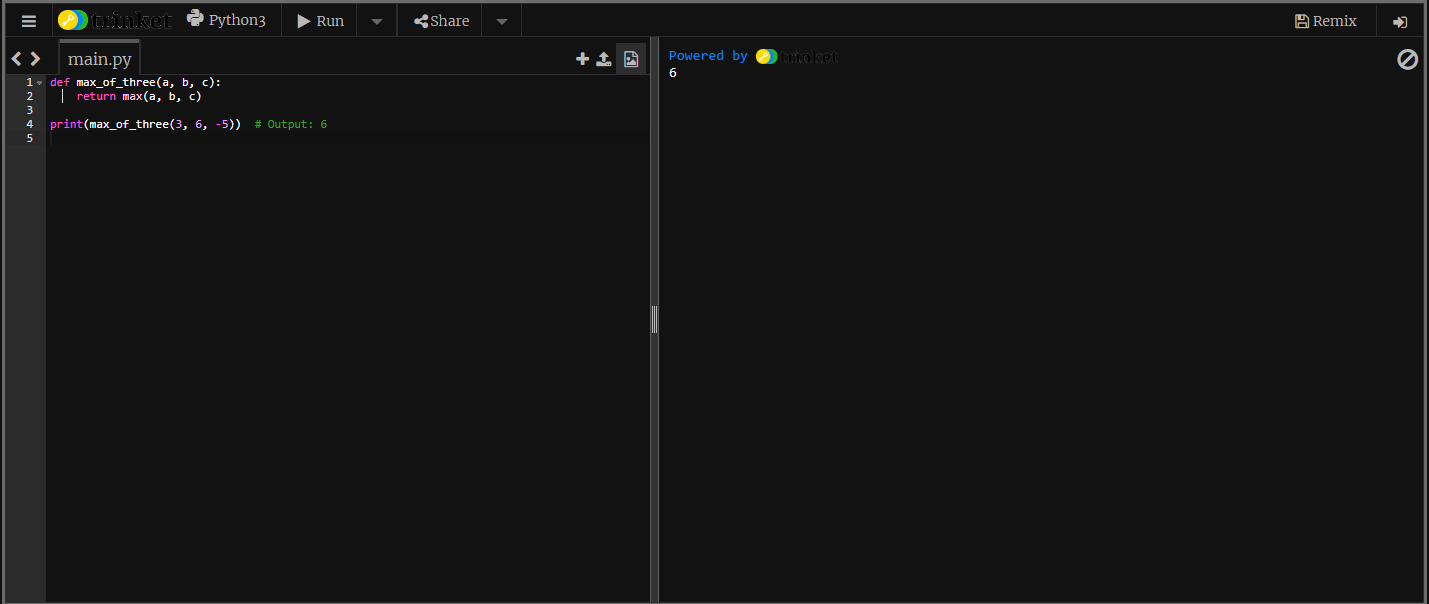 trinket Python3 Run Share Remix
main.py
1 def max_of_three(a, b, c):
2     return max(a, b, c)
3
4 print(max_of_three(3, 6, -5))  # Output: 6
5
Powered by trinket
6